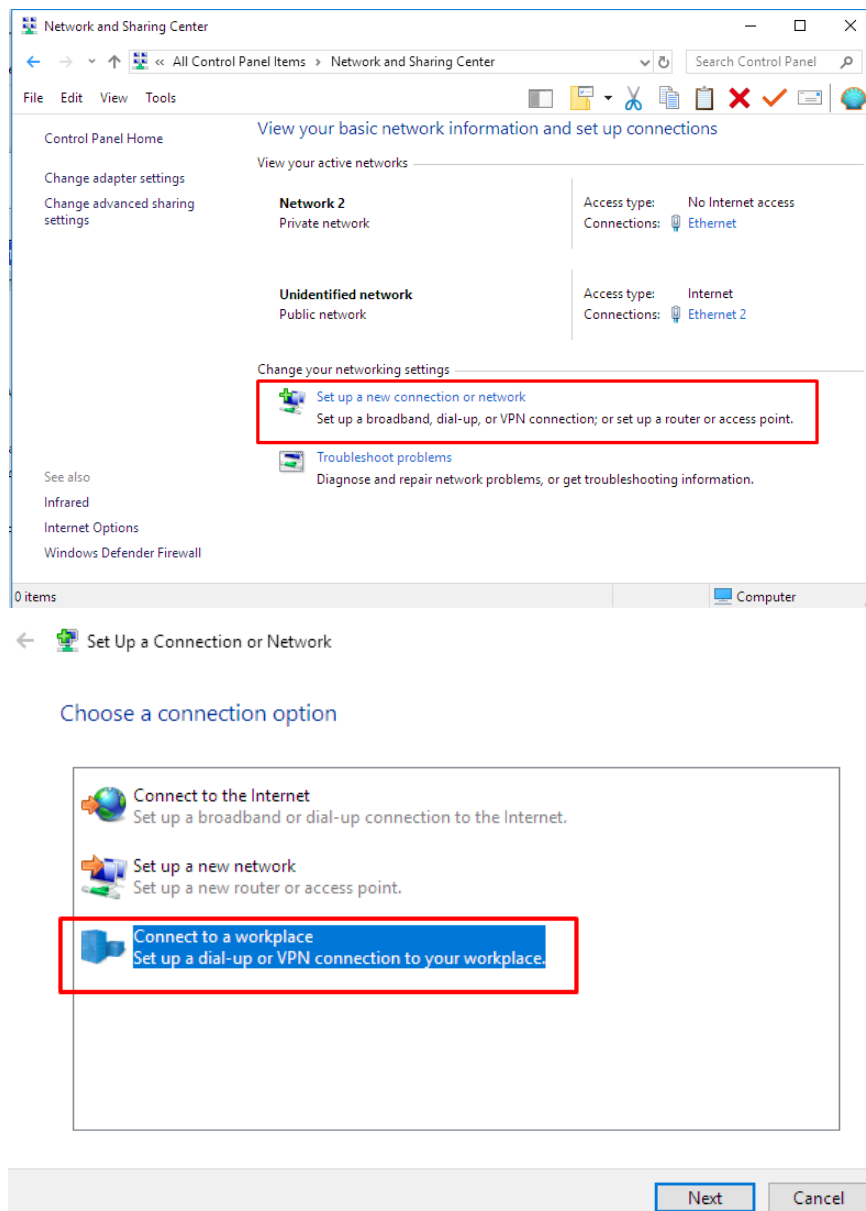 Network and Sharing Center
« All Control Panel Items › Network and Sharing Center
Search Control Panel
File Edit View Tools
Control Panel Home
Change adapter settings
Change advanced sharing
settings
See also
Infrared
Internet Options
Windows Defender Firewall
View your basic network information and set up connections
View your active networks
Network 2
Private network
Access type: No Internet access
Connections: Ethernet
Unidentified network
Public network
Access type: Internet
Connections: Ethernet 2
Change your networking settings
Set up a new connection or network
Set up a broadband, dial-up, or VPN connection; or set up a router or access point.
Troubleshoot problems
Diagnose and repair network problems, or get troubleshooting information.
0 items
Computer
Set Up a Connection or Network
Choose a connection option
Connect to the Internet
Set up a broadband or dial-up connection to the Internet.
Set up a new network
Set up a new router or access point.
Connect to a workplace
Set up a dial-up or VPN connection to your workplace.
Next
Cancel